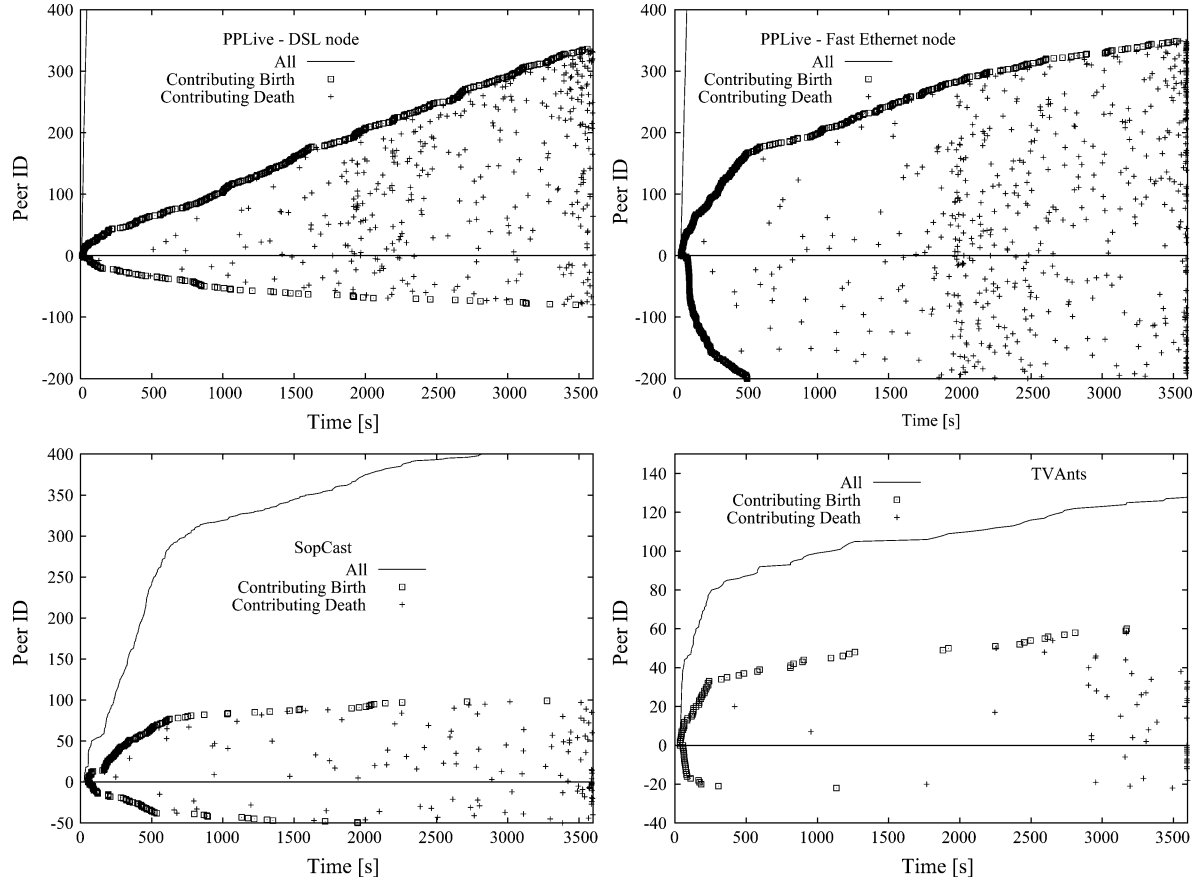 PPLive - DSL node
All
Contributing Birth
Contributing Death
Peer ID
400
300
200
100
0
-100
-200
0 500 1000 1500 2000 2500 3000 3500
Time [s]
PPLive - Fast Ethernet node
All
Contributing Birth
Contributing Death
Peer ID
400
300
200
100
0
-100
-200
0 500 1000 1500 2000 2500 3000 3500
Time [s]
SopCast
All
Contributing Birth
Contributing Death
Peer ID
400
350
300
250
200
150
100
50
0
-50
0 500 1000 1500 2000 2500 3000 3500
Time [s]
TVAnts
All
Contributing Birth
Contributing Death
Peer ID
140
120
100
80
60
40
20
0
-20
-40
0 500 1000 1500 2000 2500 3000 3500
Time [s]